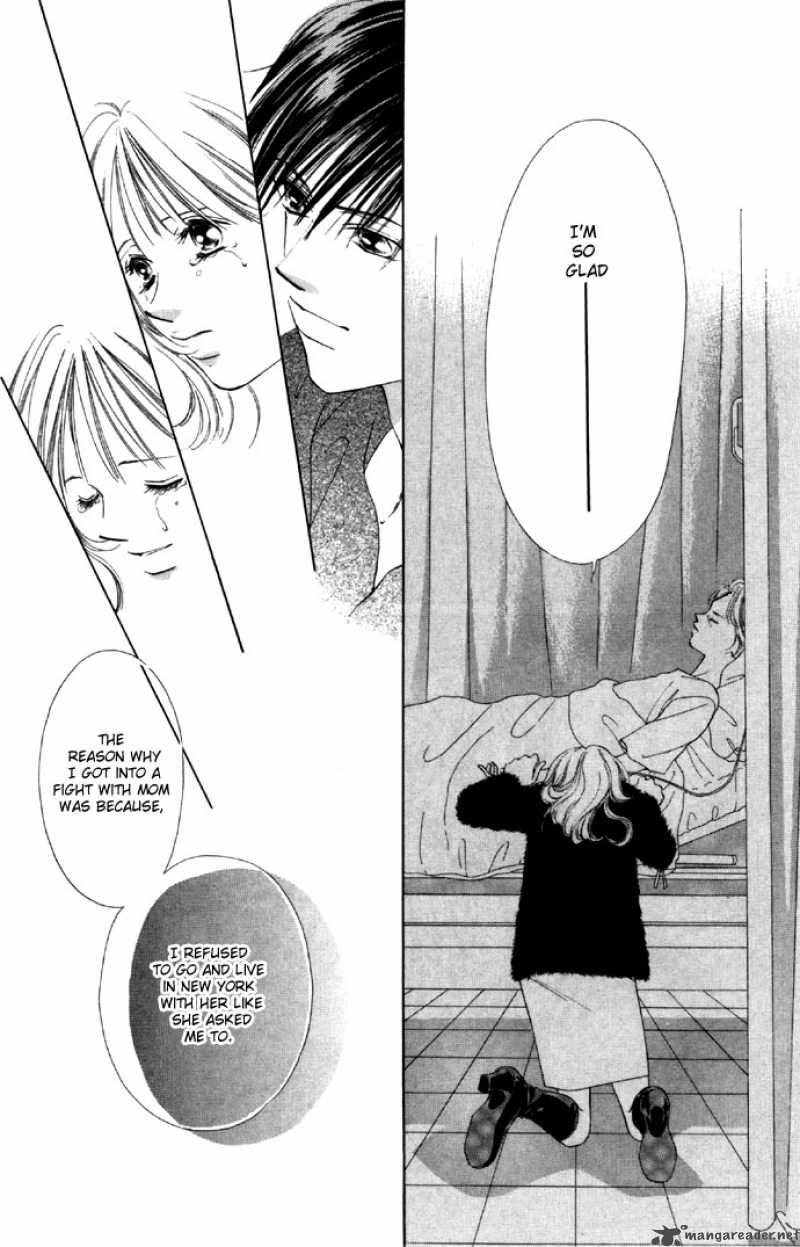 I'M
SO
GLAD
THE
REASON WHY
I GOT INTO A
FIGHT WITH MOM
WAS BECAUSE,
I REFUSED
TO GO AND LIVE
IN NEW YORK
WITH HER LIKE
SHE ASKED
ME TO.
mangareader.net